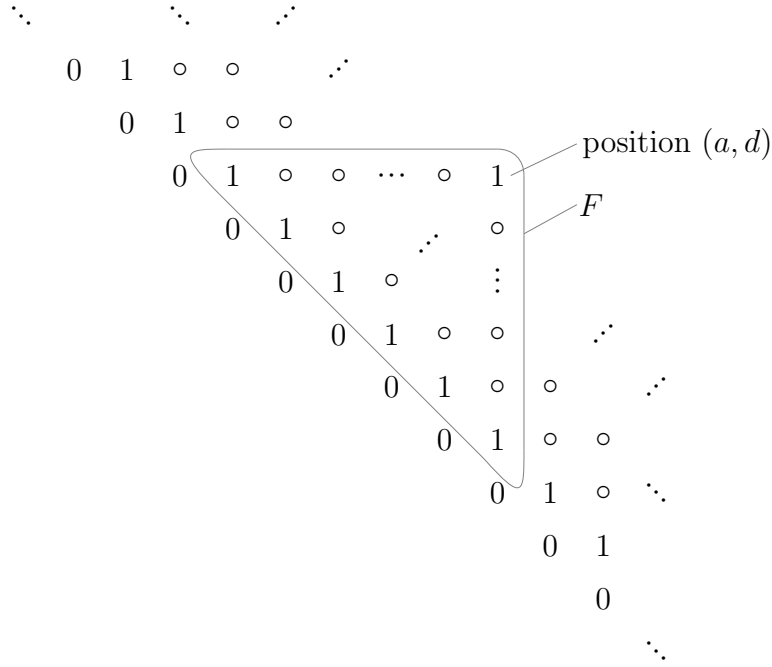 ⋱ ⋱ ⋰
0 1 ∘ ∘ ⋰
0 1 ∘ ∘
position (a, d)
0 1 ∘ ∘ ⋯ ∘ 1
F
0 1 ∘ ⋰ ∘
0 1 ∘ ⋮
0 1 ∘ ∘ ⋰
0 1 ∘ ∘ ⋰
0 1 ∘ ∘
0 1 ∘ ⋱
0 1
0
⋱